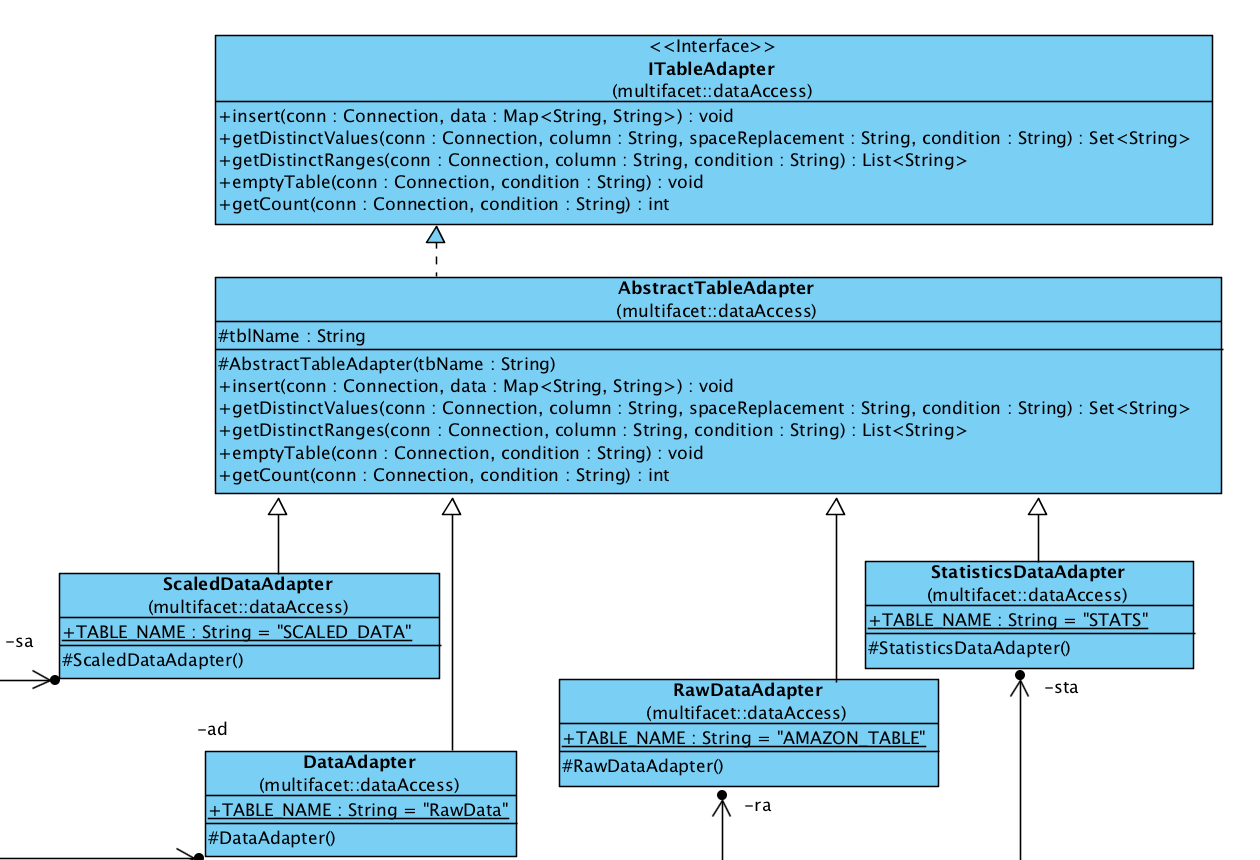 <<Interface>>
ITableAdapter
(multifacet::dataAccess)
+insert(conn : Connection, data : Map<String, String>) : void
+getDistinctValues(conn : Connection, column : String, spaceReplacement : String, condition : String) : Set<String>
+getDistinctRanges(conn : Connection, column : String, condition : String) : List<String>
+emptyTable(conn : Connection, condition : String) : void
+getCount(conn : Connection, condition : String) : int
AbstractTableAdapter
(multifacet::dataAccess)
#tblName : String
#AbstractTableAdapter(tbName : String)
+insert(conn : Connection, data : Map<String, String>) : void
+getDistinctValues(conn : Connection, column : String, spaceReplacement : String, condition : String) : Set<String>
+getDistinctRanges(conn : Connection, column : String, condition : String) : List<String>
+emptyTable(conn : Connection, condition : String) : void
+getCount(conn : Connection, condition : String) : int
ScaledDataAdapter
(multifacet::dataAccess)
+TABLE_NAME : String = "SCALED_DATA"
#ScaledDataAdapter()
-sa
StatisticsDataAdapter
(multifacet::dataAccess)
+TABLE_NAME : String = "STATS"
#StatisticsDataAdapter()
-sta
RawDataAdapter
(multifacet::dataAccess)
+TABLE_NAME : String = "AMAZON_TABLE"
#RawDataAdapter()
-ra
-ad
DataAdapter
(multifacet::dataAccess)
+TABLE_NAME : String = "RawData"
#DataAdapter()